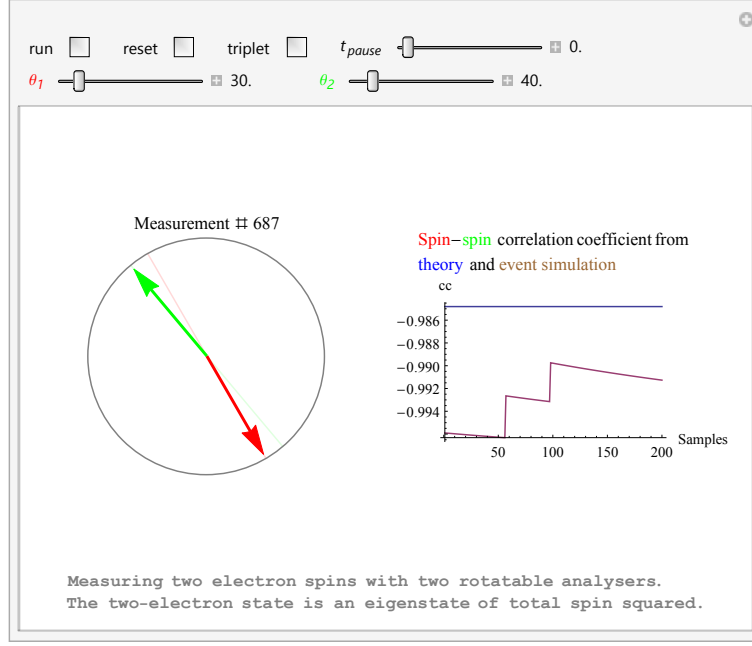 run reset triplet t_pause 0.
θ1 30. θ2 40.
Measurement # 687
Spin–spin correlation coefficient from
theory and event simulation
cc
−0.986
−0.988
−0.990
−0.992
−0.994
50 100 150 200 Samples
Measuring two electron spins with two rotatable analysers.
The two-electron state is an eigenstate of total spin squared.